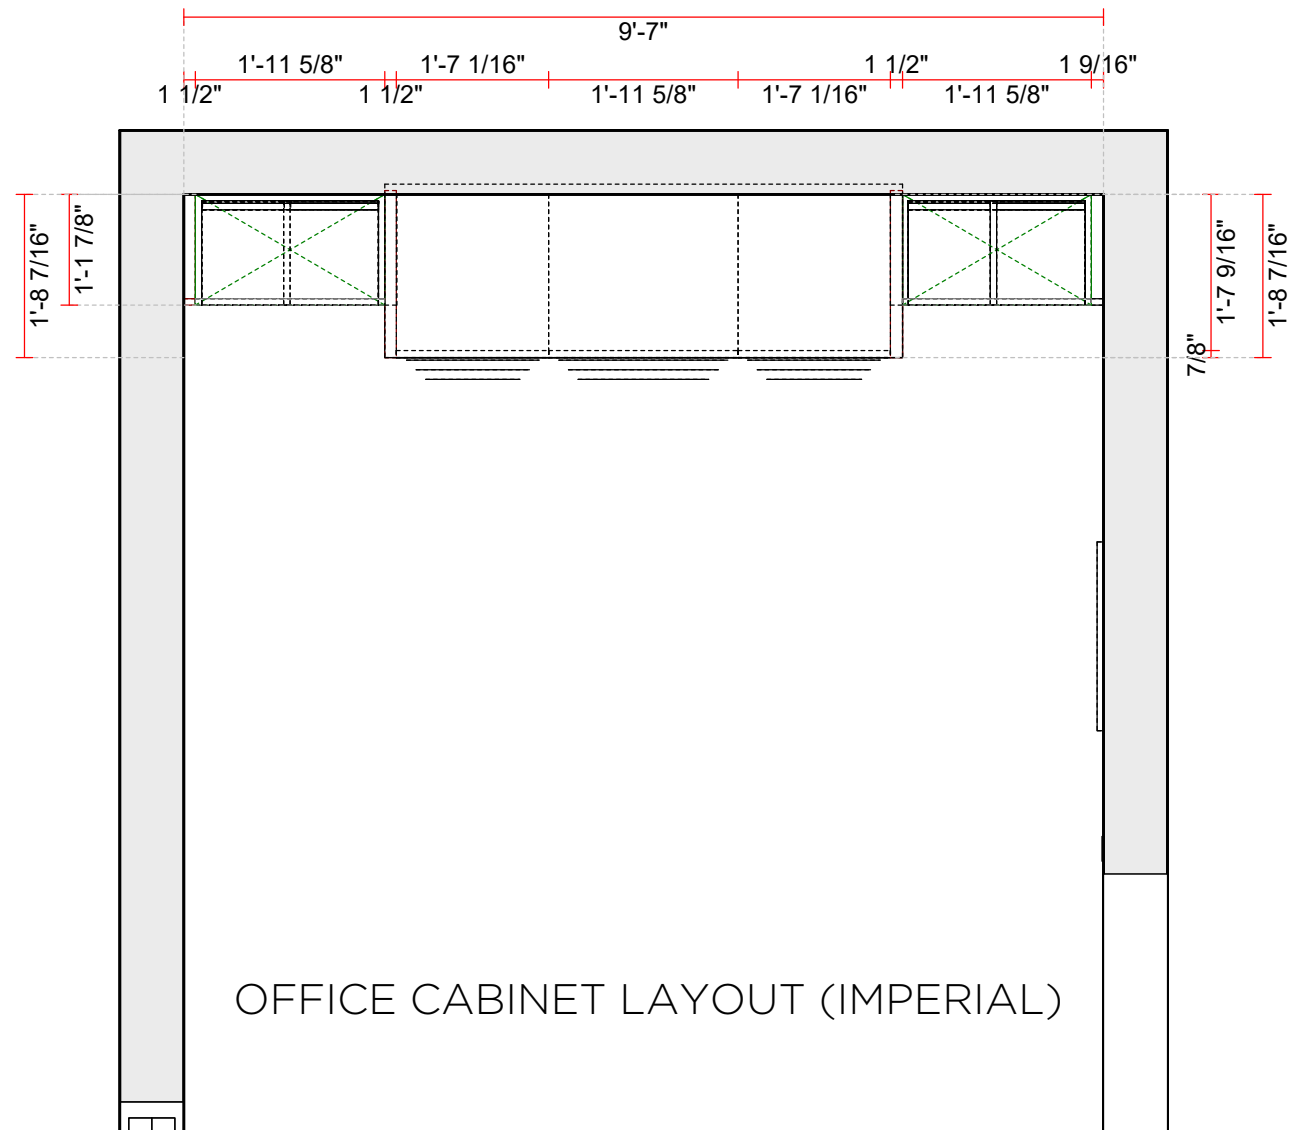 9'-7"
1'-11 5/8" 1'-7 1/16" 1 1/2" 1 9/16"
1 1/2" 1 1/2" 1'-11 5/8" 1'-7 1/16" 1'-11 5/8"
1'-8 7/16"
1'-1 7/8"
7/8"
1'-7 9/16"
1'-8 7/16"
OFFICE CABINET LAYOUT (IMPERIAL)